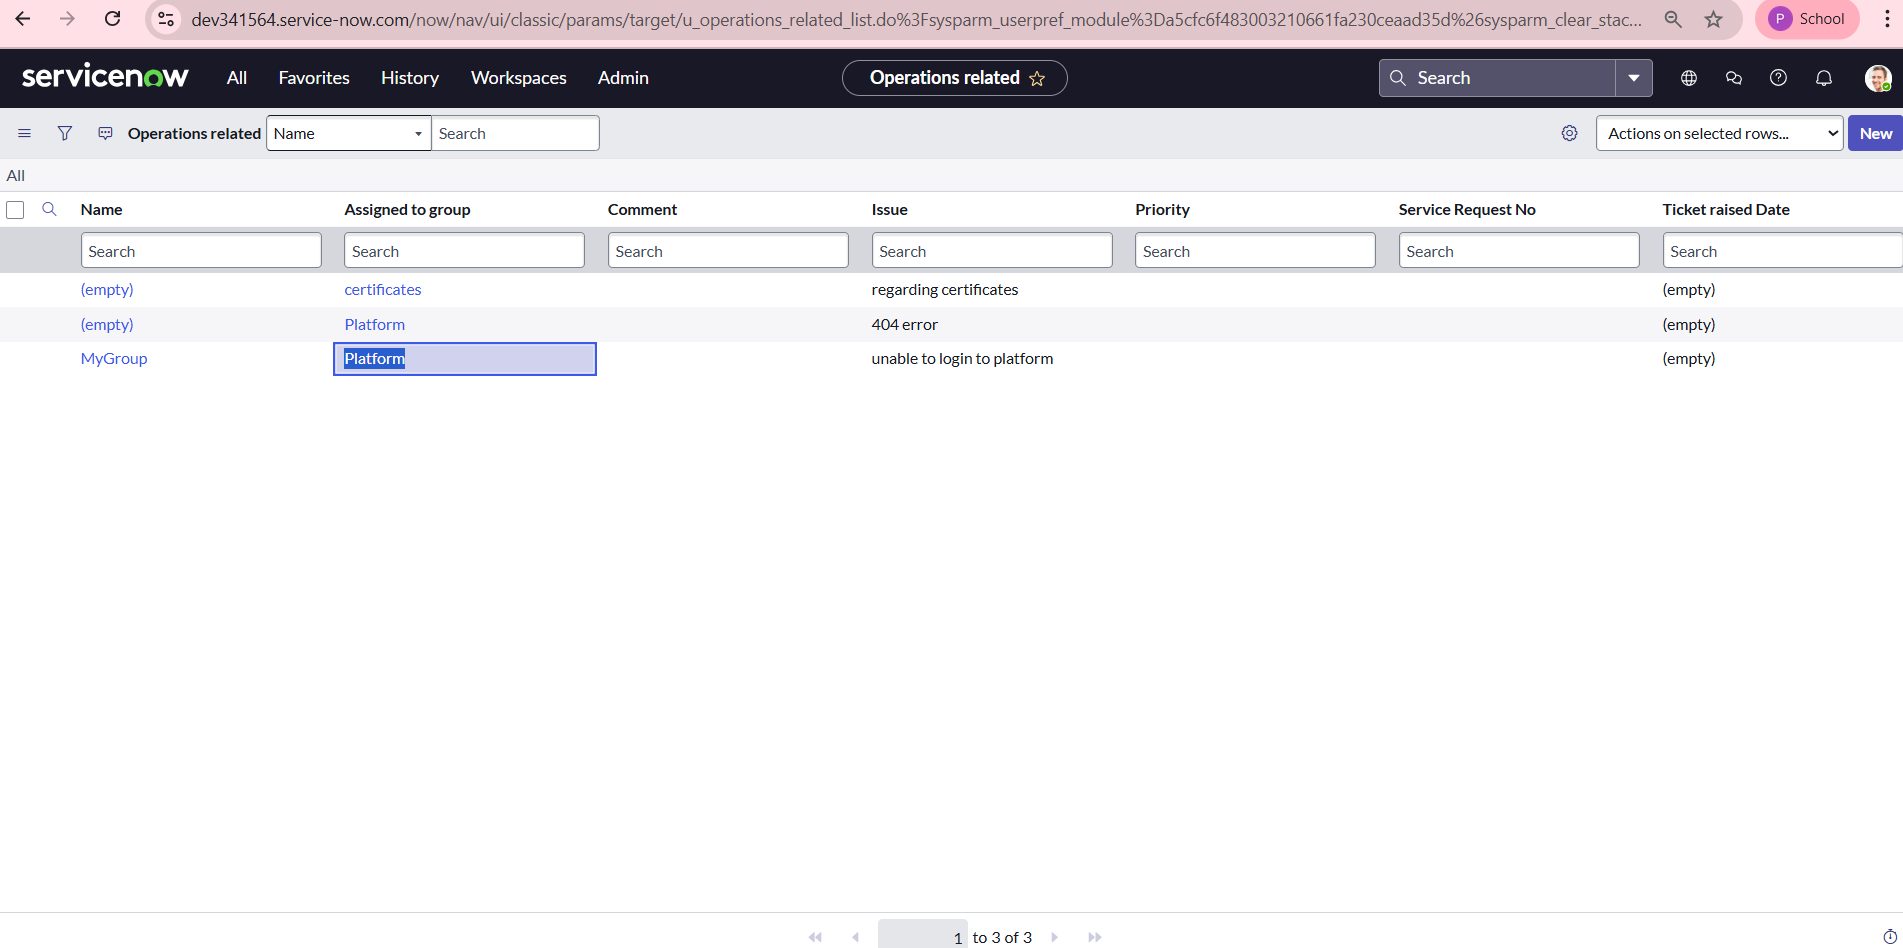 dev341564.service-now.com/now/nav/ui/classic/params/target/u_operations_related_list.do%3Fsysparm_userpref_module%3Da5cfc6f483003210661fa230ceaad35d%26sysparm_clear_stac... P School
servicenow All Favorites History Workspaces Admin Operations related Search
Operations related Name Search Actions on selected rows... New
All
Name Assigned to group Comment Issue Priority Service Request No Ticket raised Date
Search Search Search Search Search Search Search
(empty) certificates regarding certificates (empty)
(empty) Platform 404 error (empty)
MyGroup Platform unable to login to platform (empty)
1 to 3 of 3